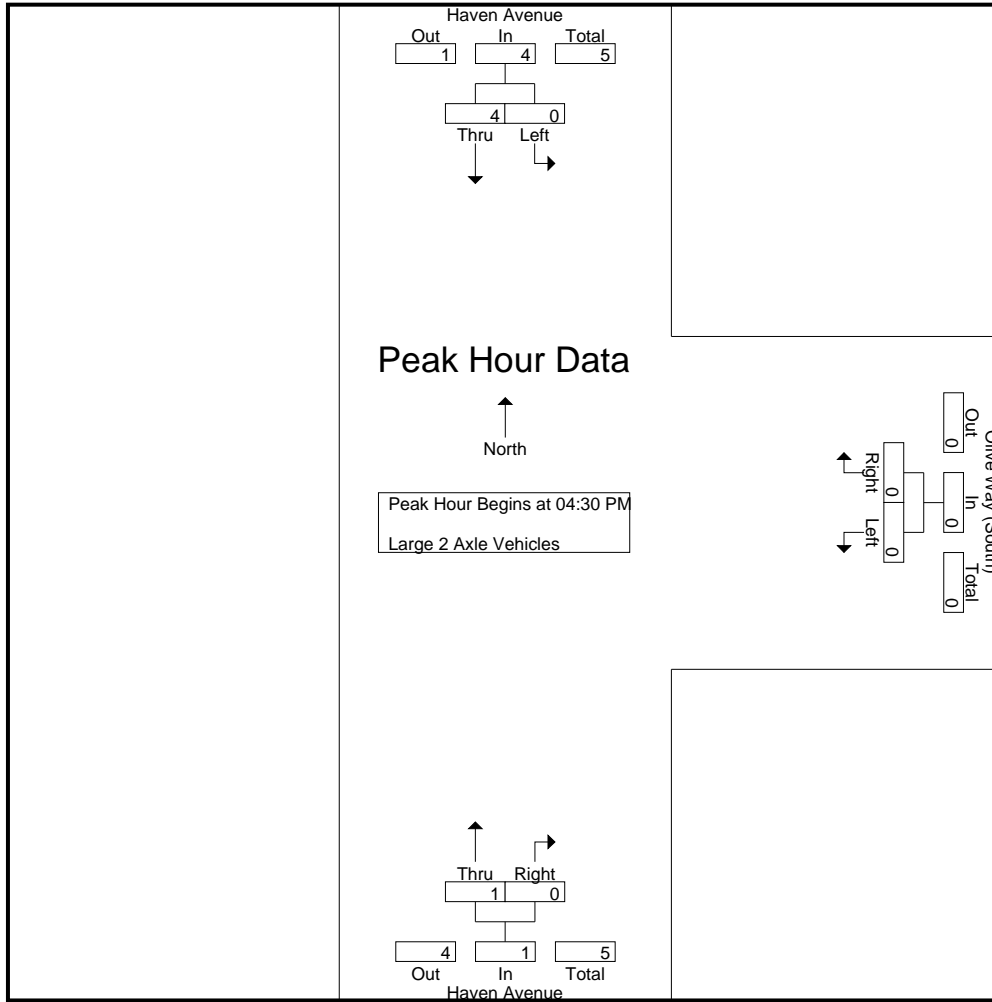 Haven Avenue
Out In Total
1 4 5
4 0
Thru Left
Peak Hour Data
North
Peak Hour Begins at 04:30 PM
Large 2 Axle Vehicles
Right Left
0 0
Out In Total
0 0 0
Way (South)
Thru Right
1 0
4 1 5
Out In Total
Haven Avenue